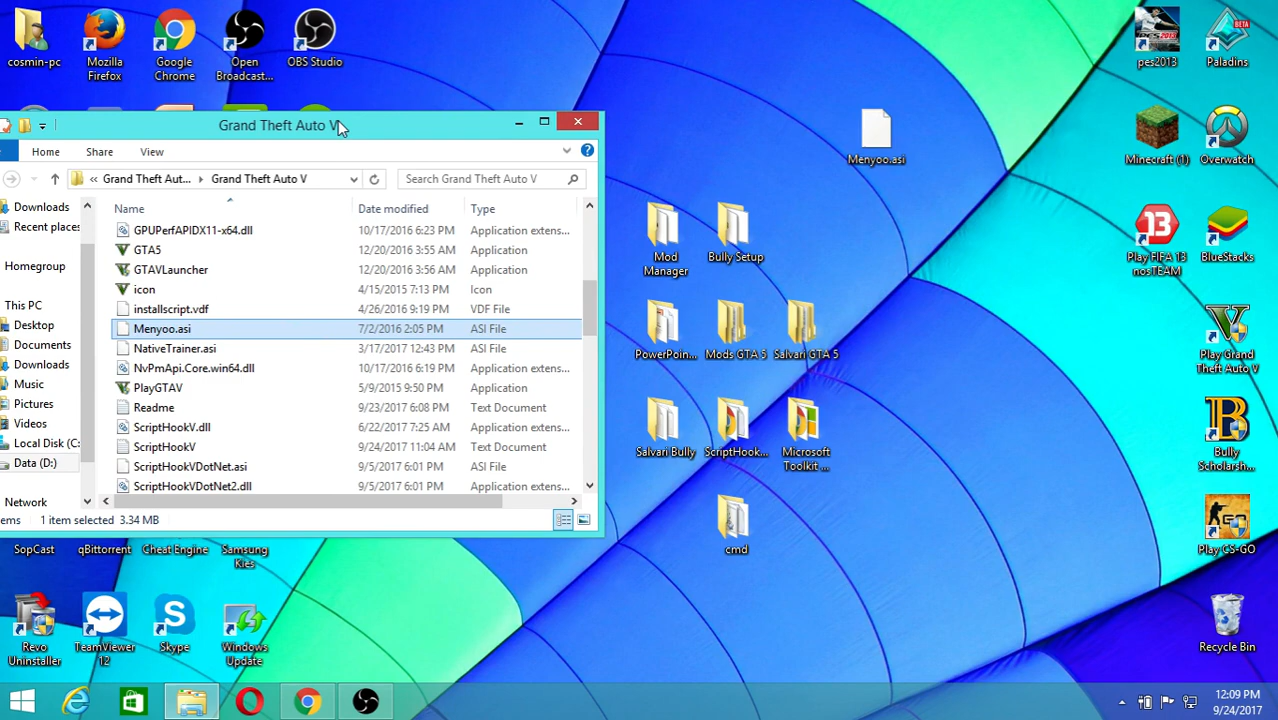 cosmin-pc
Mozilla
Firefox
Google
Chrome
Open
Broadcast...
OBS Studio
pes2013
BETA
Paladins
Grand Theft Auto V
Home
Share
View
« Grand Theft Aut...
Grand Theft Auto V
Search Grand Theft Auto V
Downloads
Recent places
Homegroup
This PC
Desktop
Documents
Downloads
Music
Pictures
Videos
Local Disk (C:
Data (D:)
Network
Name
Date modified
Type
GPUPerfAPIDX11-x64.dll 10/17/2016 6:23 PM Application extens...
GTA5 12/20/2016 3:55 AM Application
GTAVLauncher 12/20/2016 3:56 AM Application
icon 4/15/2015 7:13 PM Icon
installscript.vdf 4/26/2016 9:19 PM VDF File
Menyoo.asi 7/2/2016 2:05 PM ASI File
NativeTrainer.asi 3/17/2017 12:43 PM ASI File
NvPmApi.Core.win64.dll 10/17/2016 6:19 PM Application extens...
PlayGTAV 5/9/2015 9:50 PM Application
Readme 9/23/2017 6:08 PM Text Document
ScriptHookV.dll 6/22/2017 7:25 AM Application extens...
ScriptHookV 9/24/2017 11:04 AM Text Document
ScriptHookVDotNet.asi 9/5/2017 6:01 PM ASI File
ScriptHookVDotNet2.dll 9/5/2017 6:01 PM Application extens...
ems
1 item selected 3.34 MB
Menyoo.asi
Mod
Manager
Bully Setup
PowerPoin...
Mods GTA 5
Salvari GTA 5
Salvari Bully
ScriptHook...
Microsoft
Toolkit ...
cmd
Minecraft (1)
Overwatch
13
Play FIFA 13
nosTEAM
BlueStacks
Play Grand
Theft Auto V
Bully
Scholarsh...
GO
Play CS-GO
Recycle Bin
SopCast
qBittorrent
Cheat Engine
Samsung
Kies
Revo
Uninstaller
TeamViewer
12
Skype
Windows
Update
12:09 PM
9/24/2017